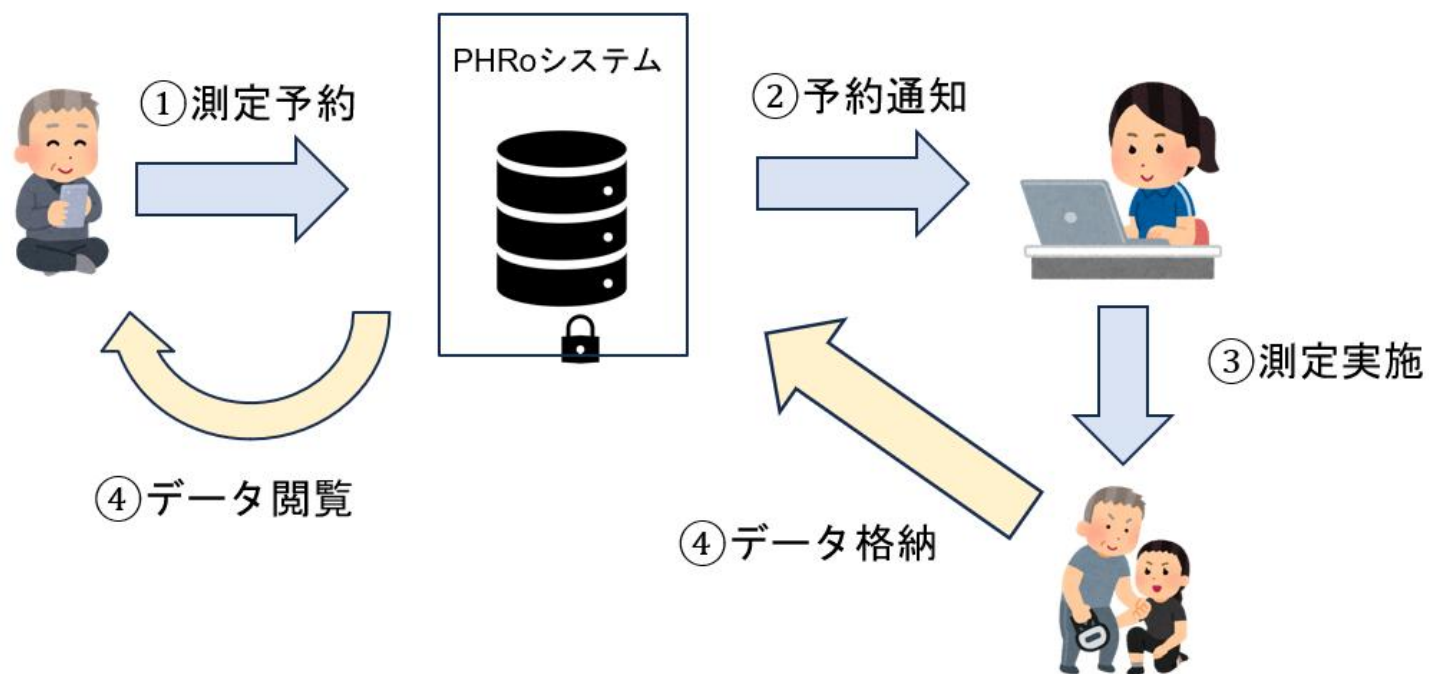 PHRoシステム
①測定予約
②予約通知
③測定実施
④データ閲覧
④データ格納